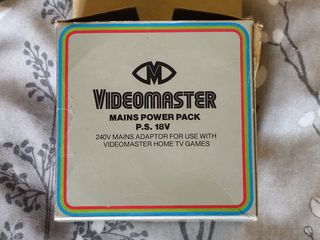 VIDEOMASTER
MAINS POWER PACK
P.S. 18V
240V MAINS ADAPTOR FOR USE WITH
VIDEOMASTER HOME TV GAMES